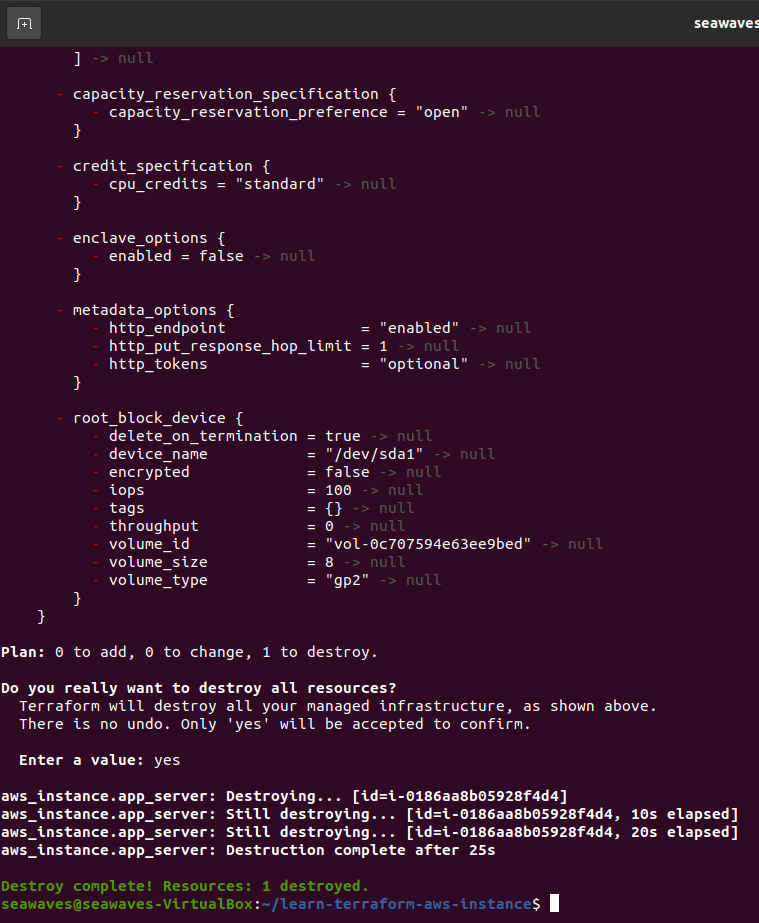 seawaves
] -> null
- capacity_reservation_specification {
- capacity_reservation_preference = "open" -> null
}
- credit_specification {
- cpu_credits = "standard" -> null
}
- enclave_options {
- enabled = false -> null
}
- metadata_options {
- http_endpoint = "enabled" -> null
- http_put_response_hop_limit = 1 -> null
- http_tokens = "optional" -> null
}
- root_block_device {
- delete_on_termination = true -> null
- device_name = "/dev/sda1" -> null
- encrypted = false -> null
- iops = 100 -> null
- tags = {} -> null
- throughput = 0 -> null
- volume_id = "vol-0c707594e63ee9bed" -> null
- volume_size = 8 -> null
- volume_type = "gp2" -> null
}
}
Plan: 0 to add, 0 to change, 1 to destroy.
Do you really want to destroy all resources?
Terraform will destroy all your managed infrastructure, as shown above.
There is no undo. Only 'yes' will be accepted to confirm.
Enter a value: yes
aws_instance.app_server: Destroying... [id=i-0186aa8b05928f4d4]
aws_instance.app_server: Still destroying... [id=i-0186aa8b05928f4d4, 10s elapsed]
aws_instance.app_server: Still destroying... [id=i-0186aa8b05928f4d4, 20s elapsed]
aws_instance.app_server: Destruction complete after 25s
Destroy complete! Resources: 1 destroyed.
seawaves@seawaves-VirtualBox:~/learn-terraform-aws-instance$